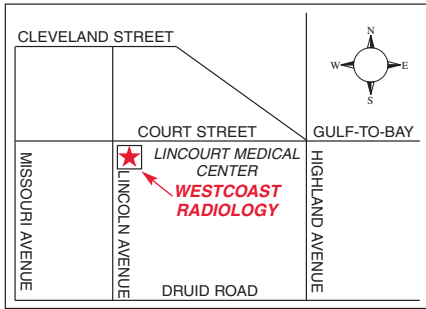 CLEVELAND STREET
N
W
E
S
COURT STREET
GULF-TO-BAY
MISSOURI AVENUE
LINCOLN AVENUE
LINCOURT MEDICAL
CENTER
WESTCOAST
RADIOLOGY
HIGHLAND AVENUE
DRUID ROAD